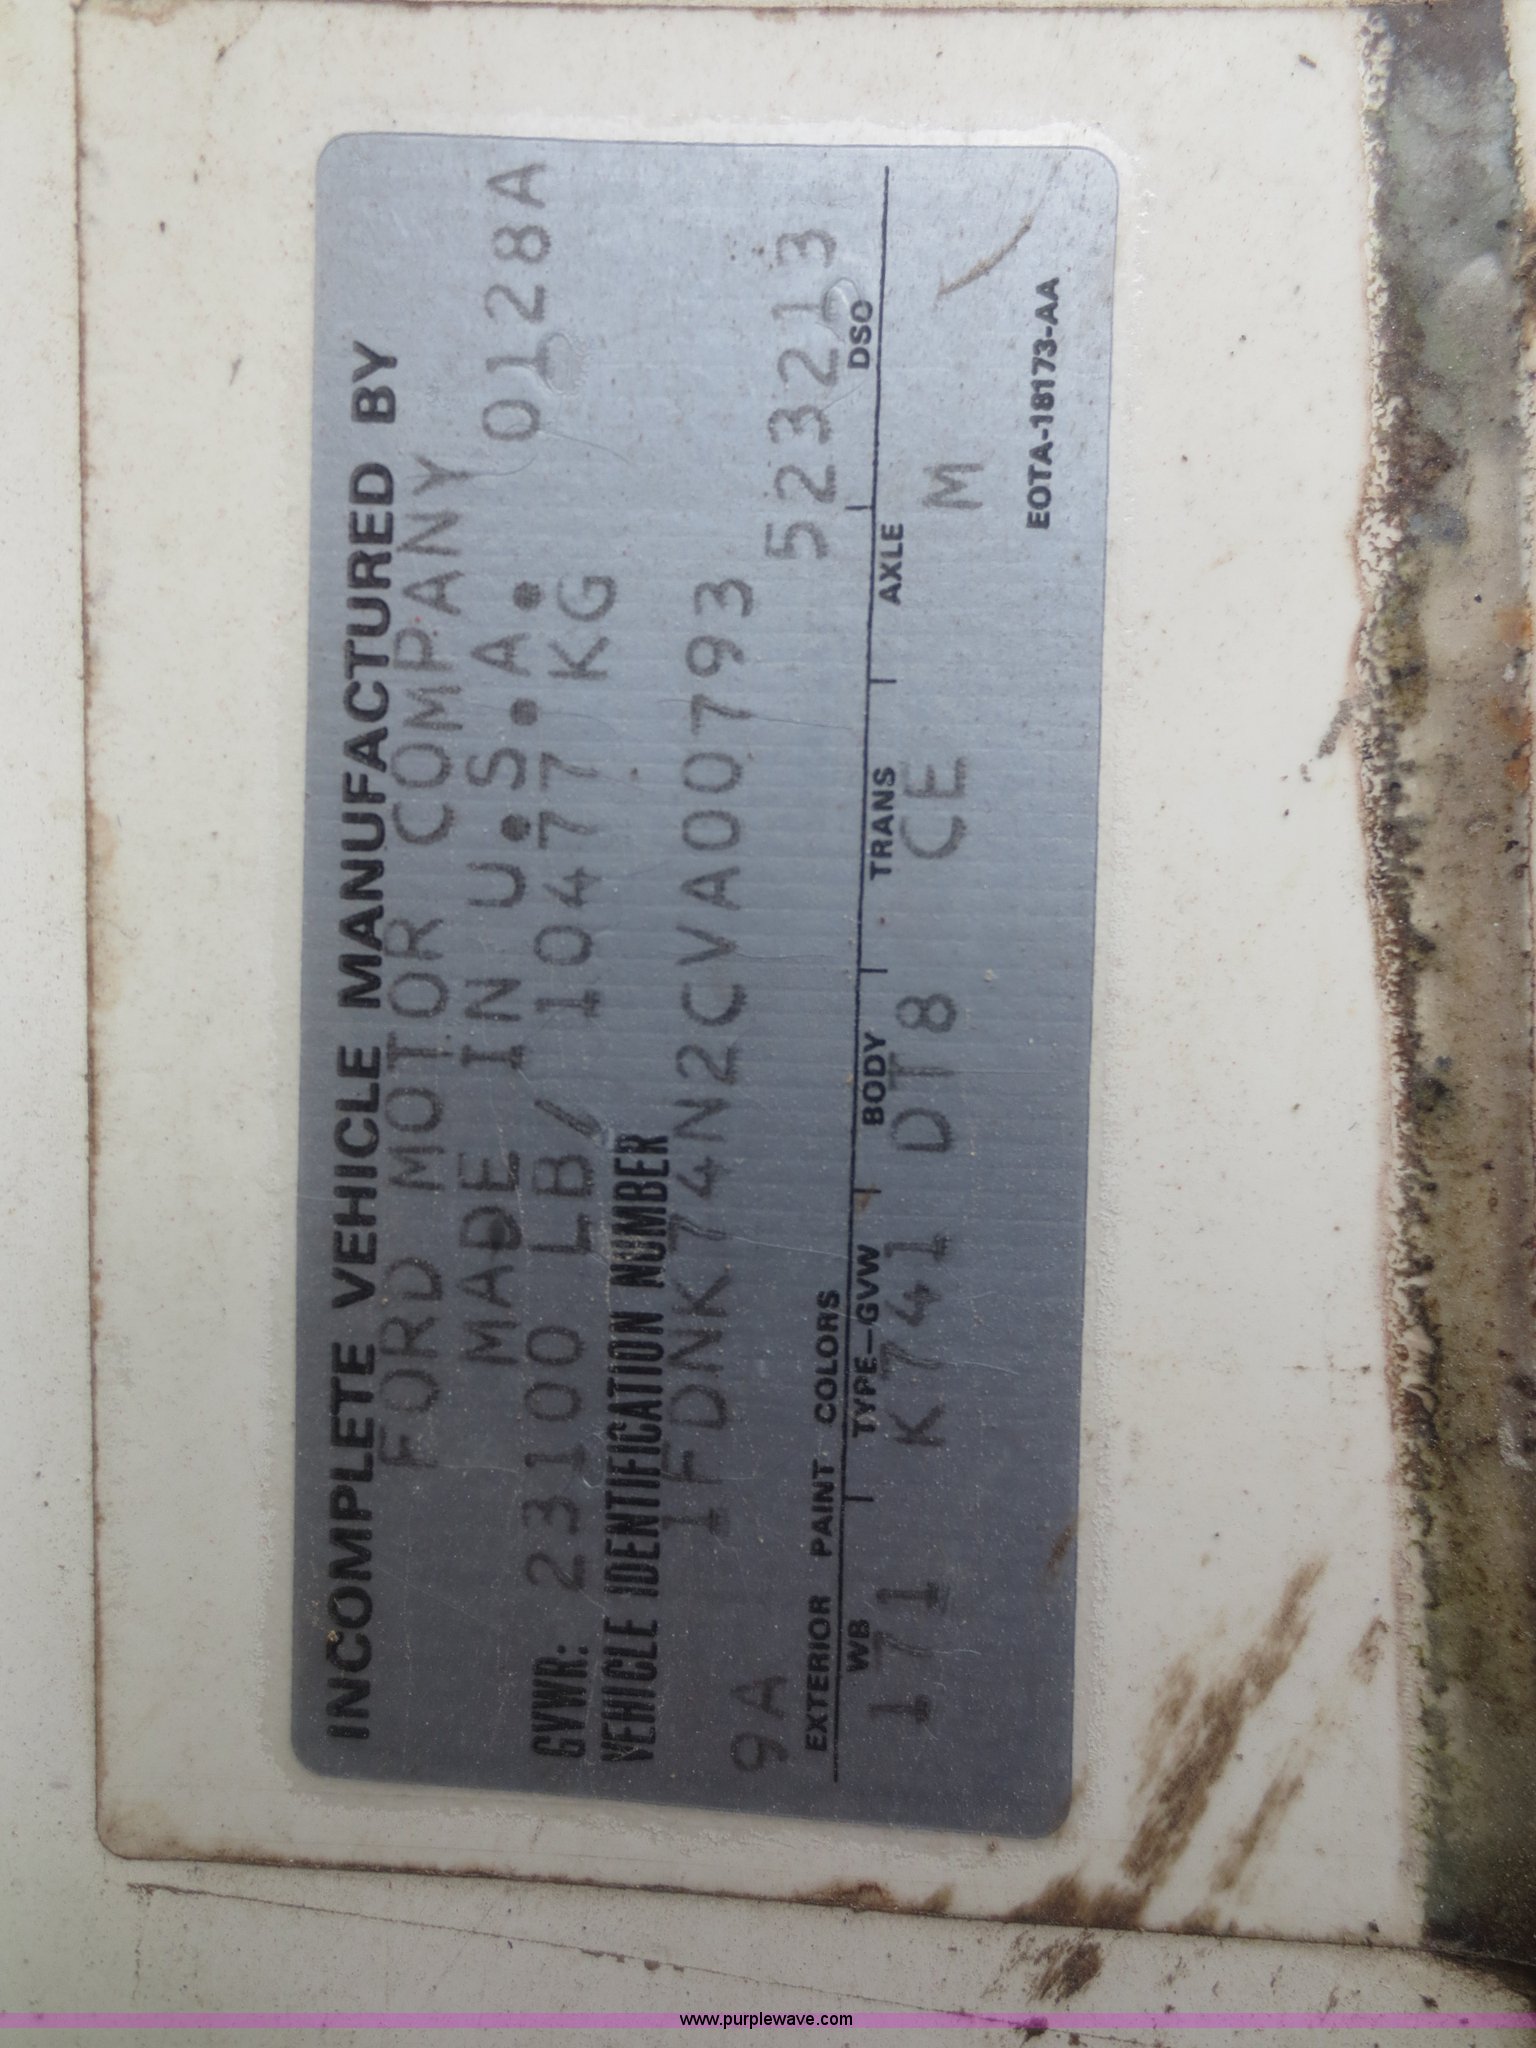 INCOMPLETE VEHICLE MANUFACTURED BY
FORD MOTOR COMPANY
MADE IN U.S.A. 0128A
GVWR: 23100 LB/ 10477 KG
VEHICLE IDENTIFICATION NUMBER
1FDNK74N2CVA00793
9A 523213
EXTERIOR PAINT COLORS DSO
WB TYPE-GVW BODY TRANS AXLE
171 K741 DT8 CE M
EOTA-18173-AA
www.purplewave.com